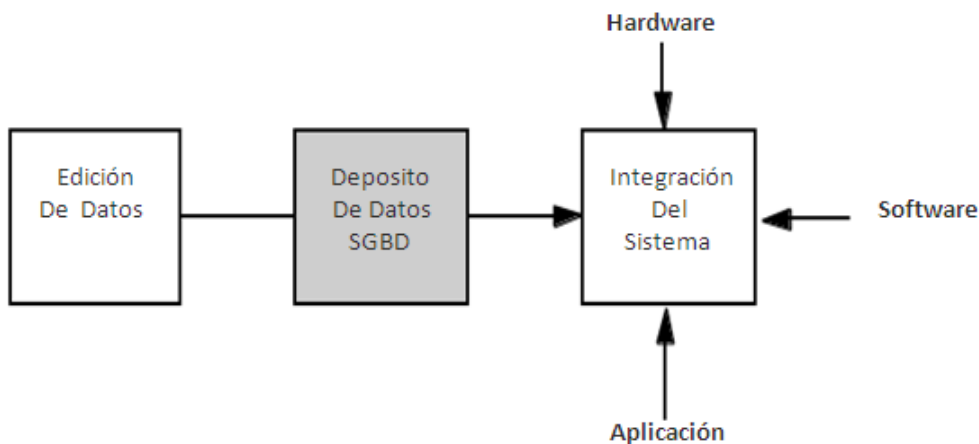 Hardware
Edición
De Datos
Deposito
De Datos
SGBD
Integración
Del
Sistema
Software
Aplicación